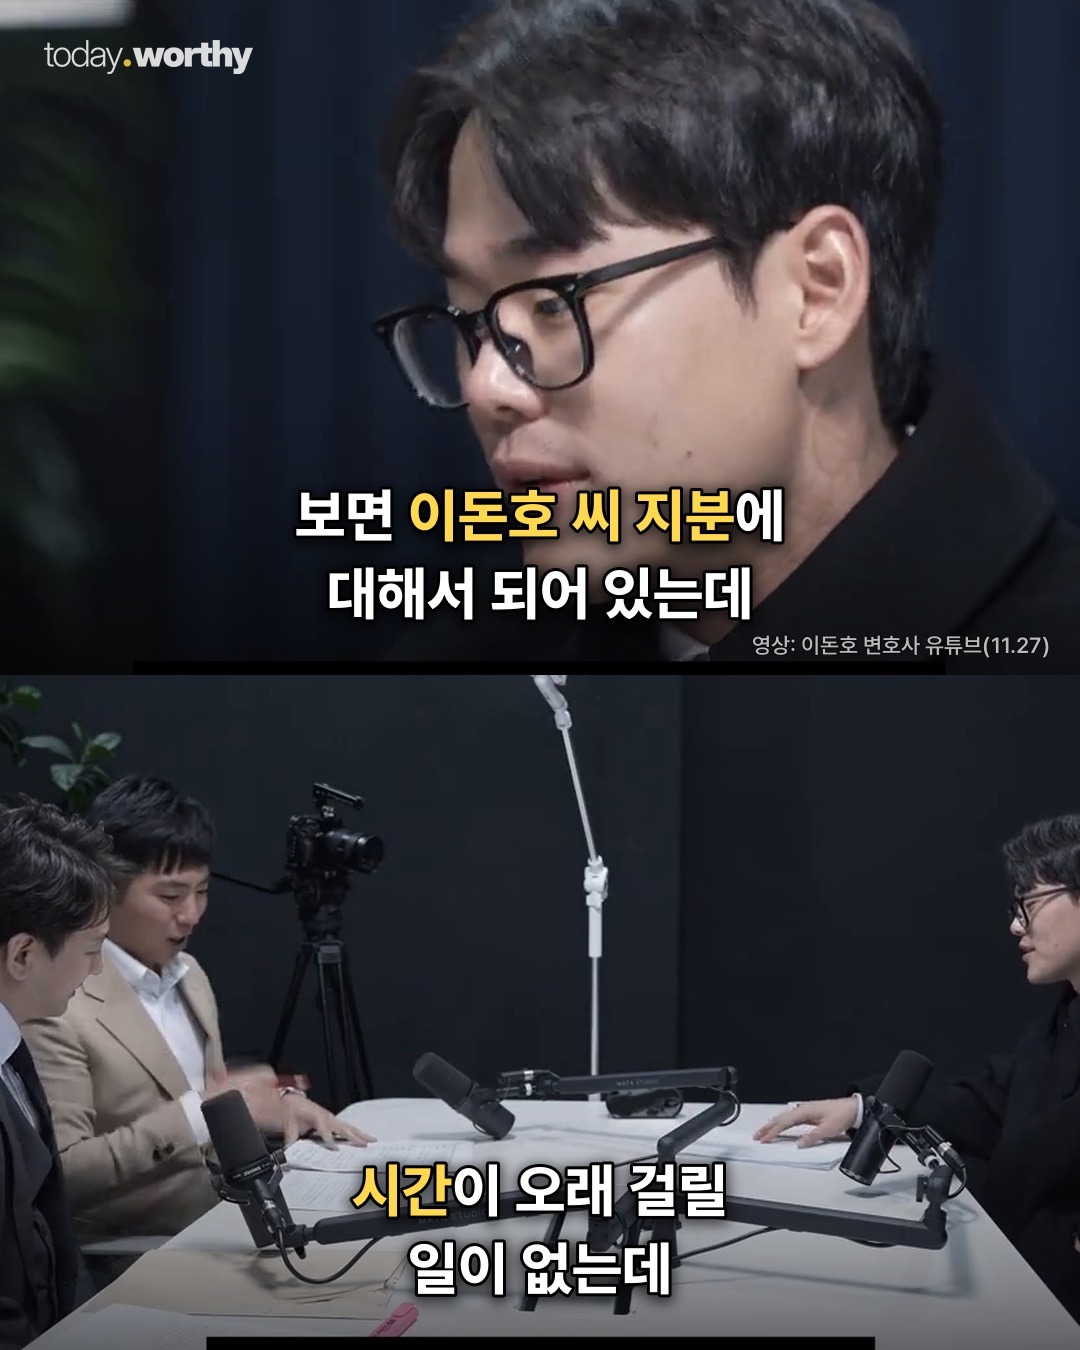 today.worthy
보면 이돈호 씨 지분에
대해서 되어 있는데
영상: 이돈호 변호사 유튜브(11.27)
시간이 오래 걸릴
일이 없는데